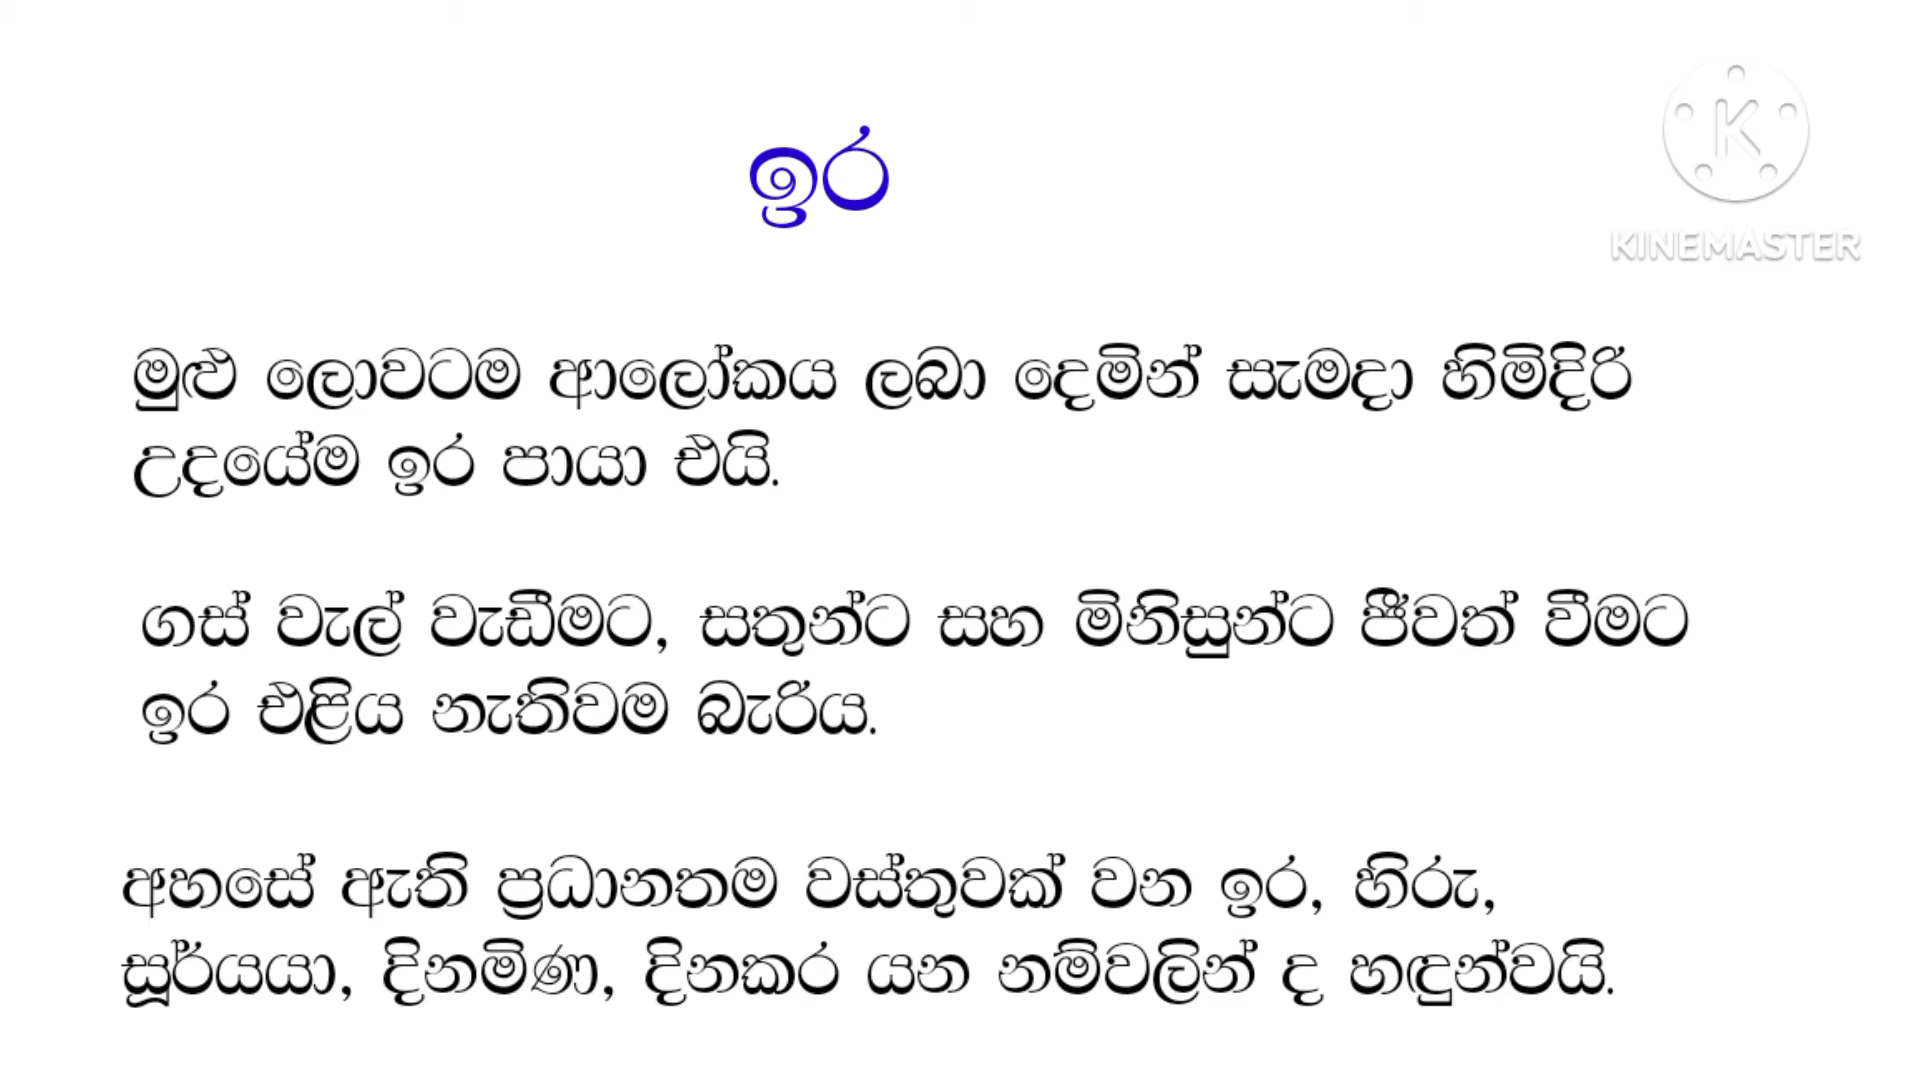 ඉර
KINEMASTER
මුළු ලොවටම ආලෝකය ලබා දෙමින් සැමදා හිමිදිරි
උදයේම ඉර පායා එයි.
ගස් වැල් වැඩීමට, සතුන්ට සහ මිනිසුන්ට ජීවත් වීමට
ඉර එළිය නැතිවම බැරිය.
අහසේ ඇති ප්‍රධානතම වස්තුවක් වන ඉර, හිරු,
සූර්යයා, දිනමිණ, දිනකර යන නම්වලින් ද හඳුන්වයි.